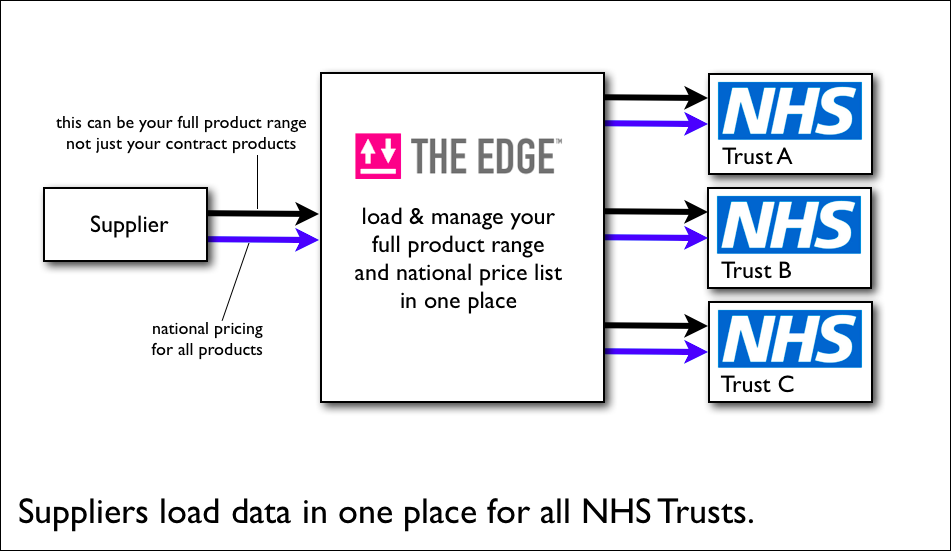 this can be your full product range
not just your contract products
Supplier
national pricing
for all products
THE EDGE™
load & manage your
full product range
and national price list
in one place
NHS
Trust A
NHS
Trust B
NHS
Trust C
Suppliers load data in one place for all NHS Trusts.